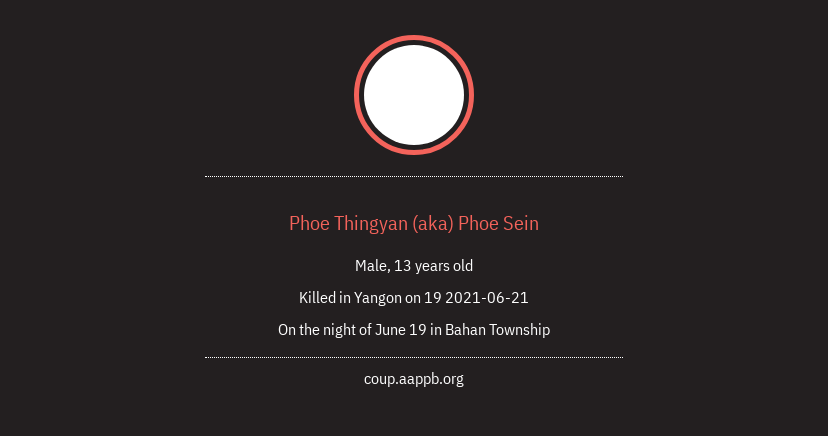 Phoe Thingyan (aka) Phoe Sein
Male, 13 years old
Killed in Yangon on 19 2021-06-21
On the night of June 19 in Bahan Township
coup.aappb.org